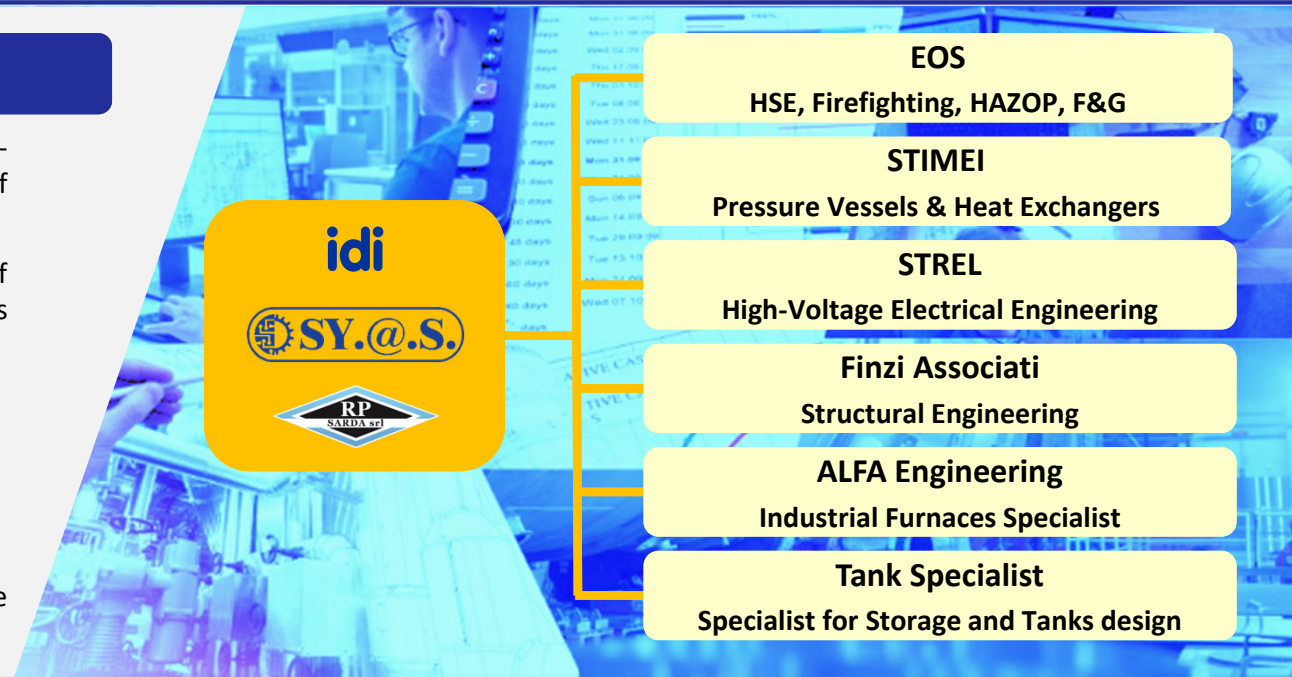 f
f
s
e
idi
SY.@.S.
RP
SARDA srl
EOS
HSE, Firefighting, HAZOP, F&G
STIMEI
Pressure Vessels & Heat Exchangers
STREL
High-Voltage Electrical Engineering
Finzi Associati
Structural Engineering
ALFA Engineering
Industrial Furnaces Specialist
Tank Specialist
Specialist for Storage and Tanks design